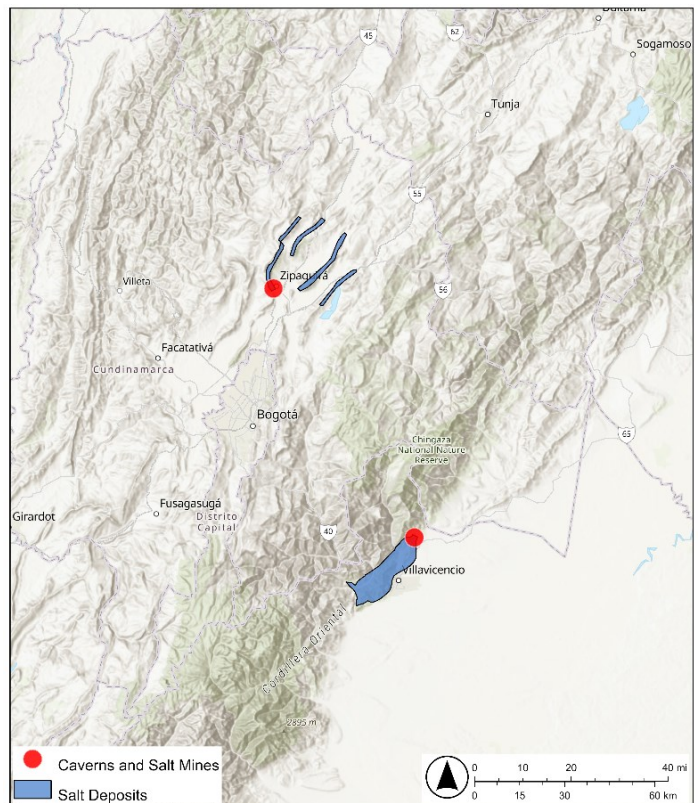 Duitama
45
62
Sogamoso
Tunja
55
Zipaquirá
Villeta
56
Facatativá
Cundinamarca
Bogotá
65
Chingaza
National Nature
Reserve
Fusagasugá
Girardot
Distrito
Capital
40
Villavicencio
Cordillera Oriental
2895 m
Caverns and Salt Mines
Salt Deposits
0 10 20 40 mi
0 15 30 60 km